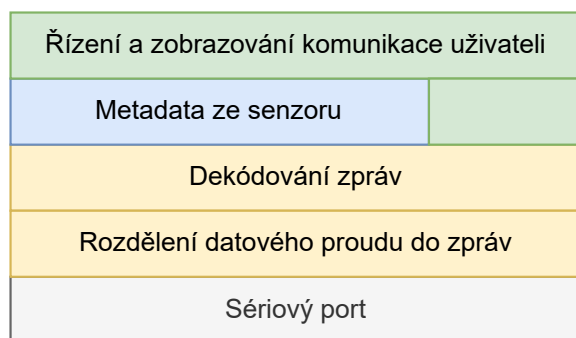 Řízení a zobrazování komunikace uživateli
Metadata ze senzoru
Dekódování zpráv
Rozdělení datového proudu do zpráv
Sériový port